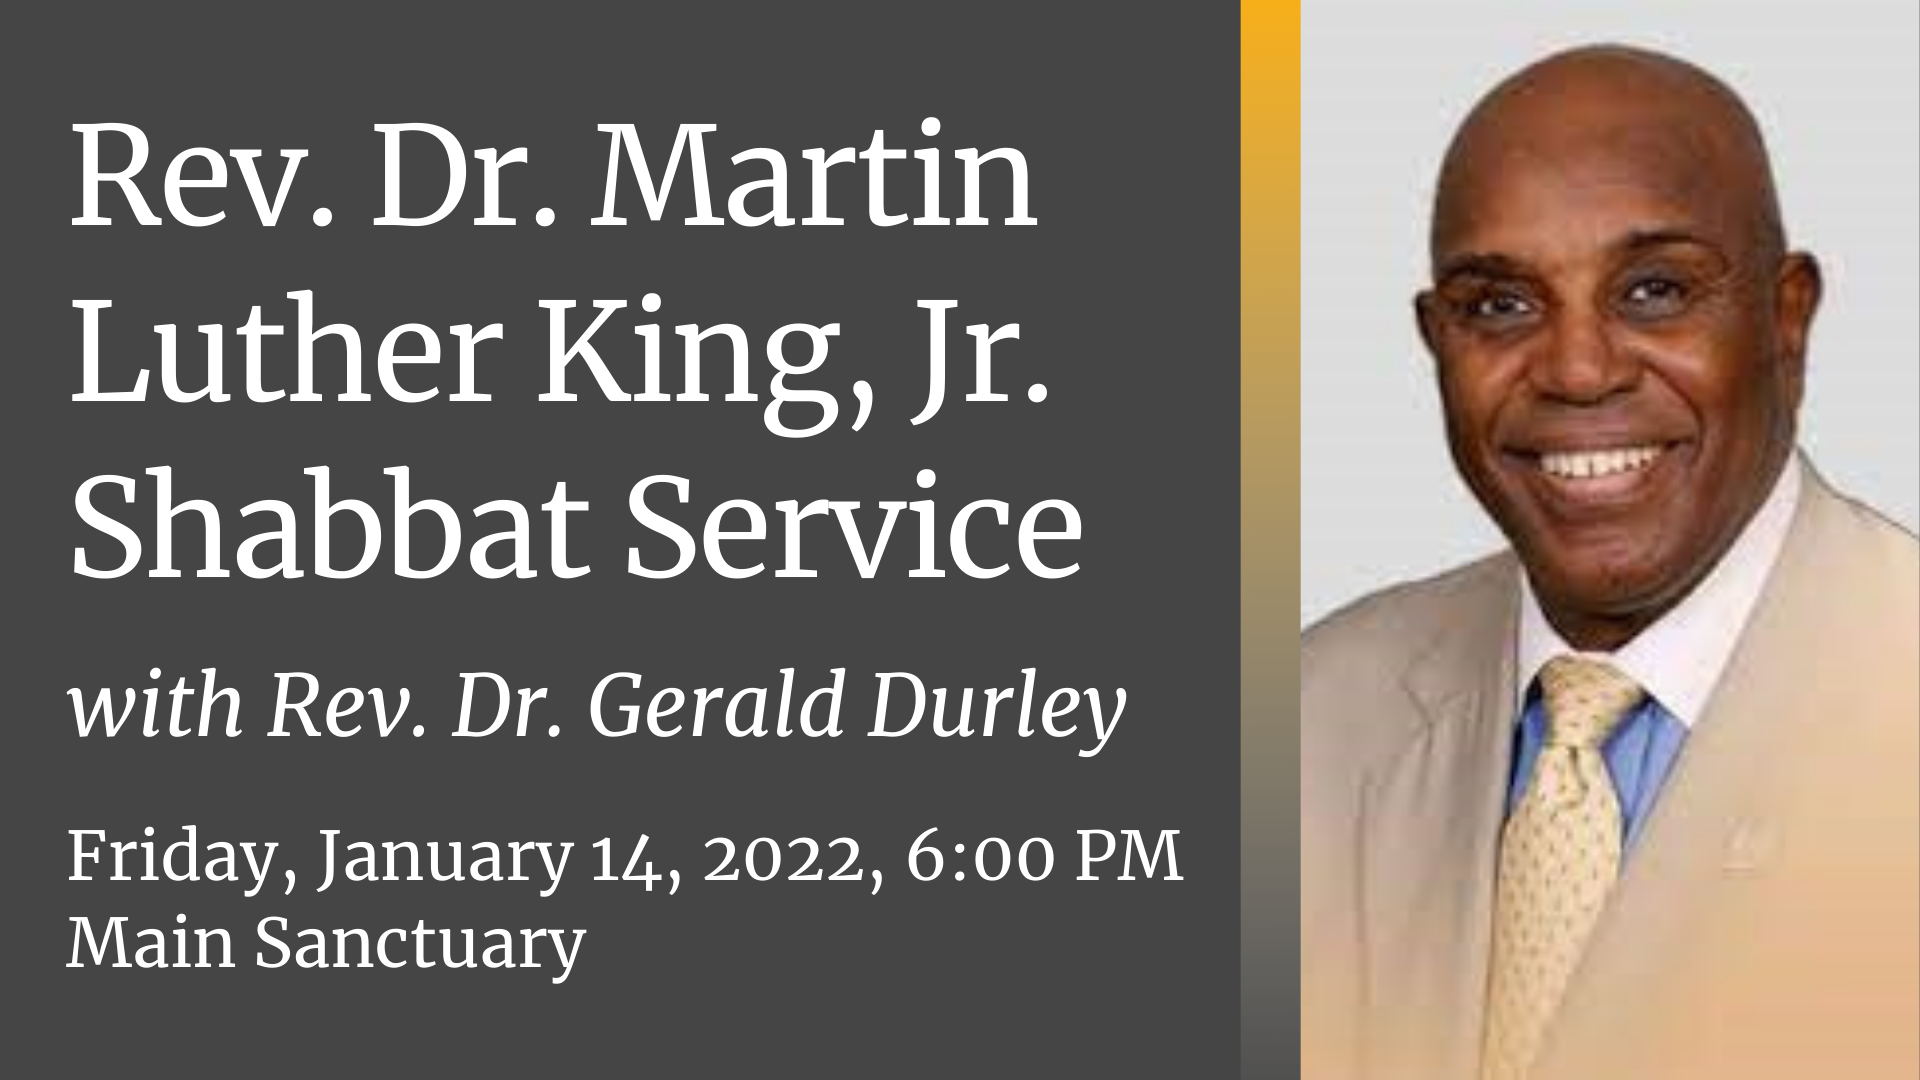 Rev. Dr. Martin
Luther King, Jr.
Shabbat Service
with Rev. Dr. Gerald Durley
Friday, January 14, 2022, 6:00 PM
Main Sanctuary